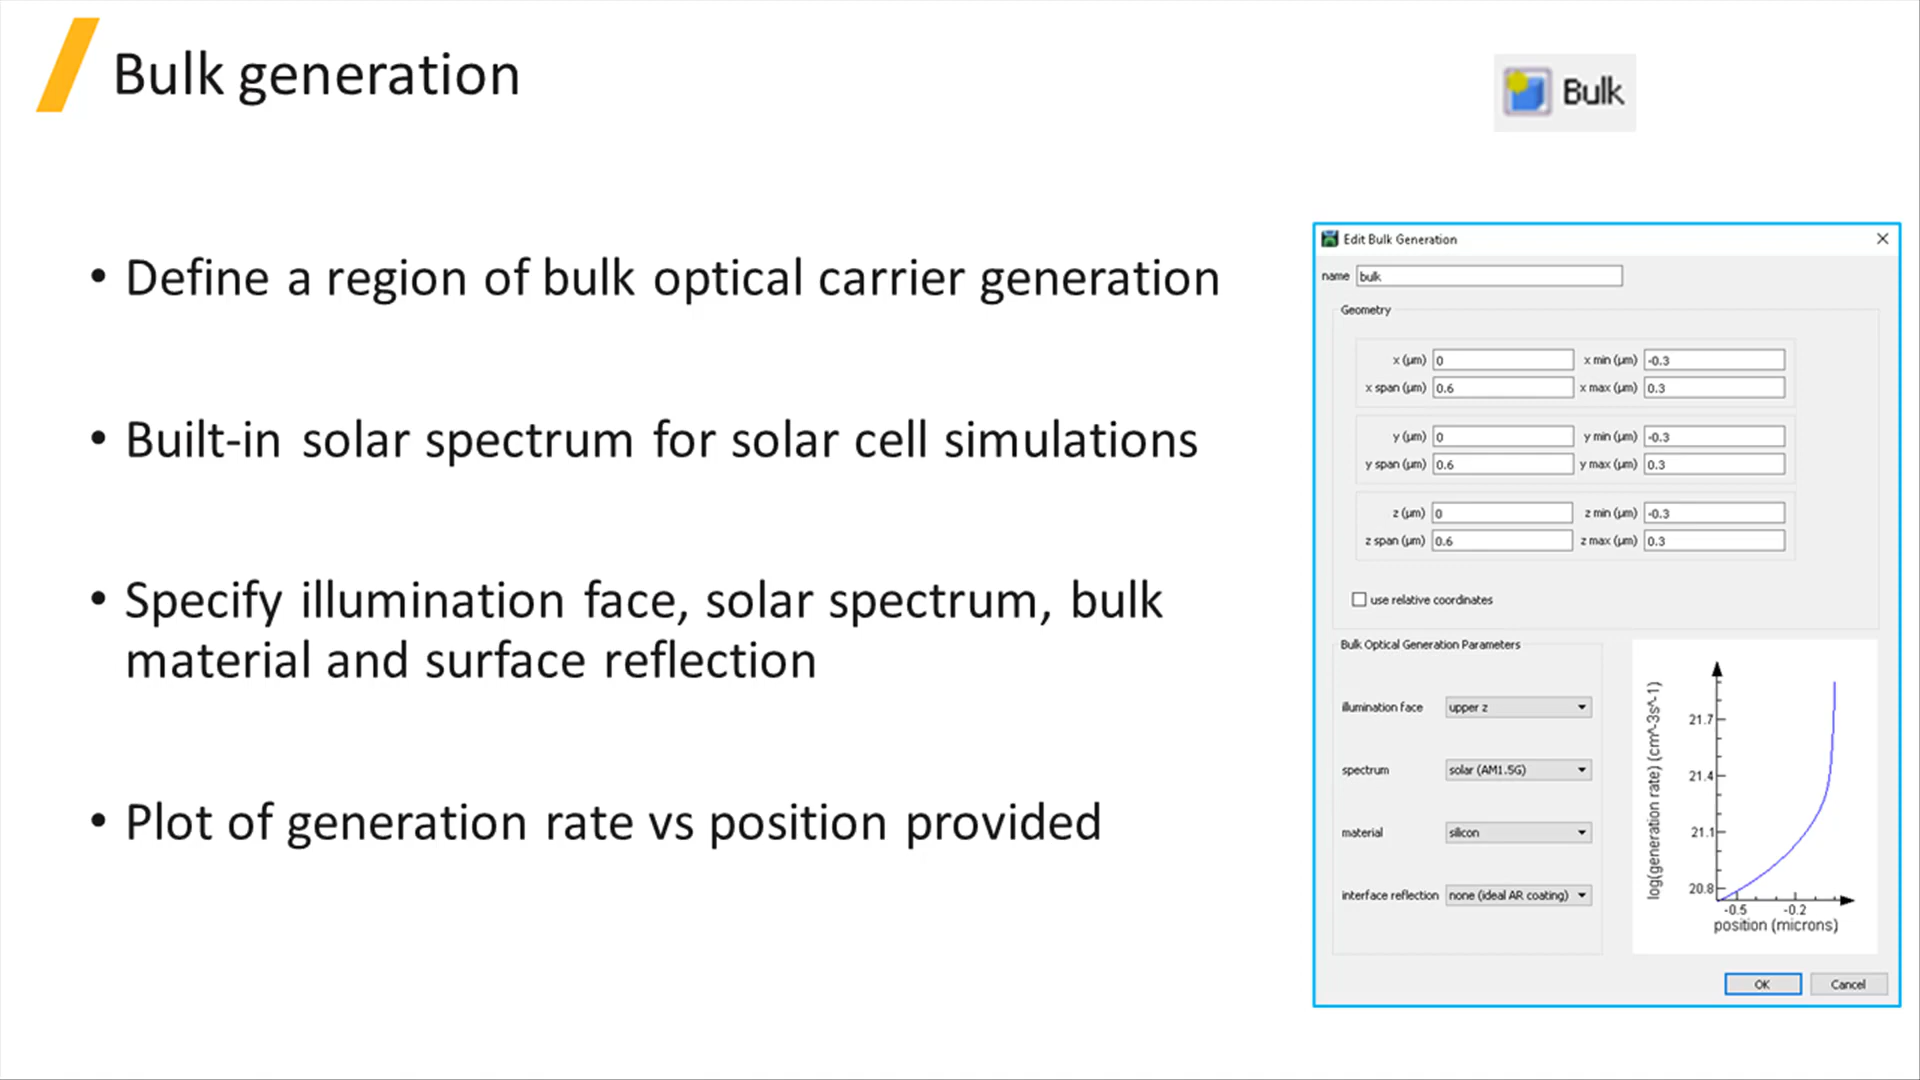 Bulk generation
Bulk
• Define a region of bulk optical carrier generation
• Built-in solar spectrum for solar cell simulations
• Specify illumination face, solar spectrum, bulk
material and surface reflection
• Plot of generation rate vs position provided
Edit Bulk Generation
name bulk
Geometry
x (µm) 0 x min (µm) -0.3
x span (µm) 0.6 x max (µm) 0.3
y (µm) 0 y min (µm) -0.3
y span (µm) 0.6 y max (µm) 0.3
z (µm) 0 z min (µm) -0.3
z span (µm) 0.6 z max (µm) 0.3
use relative coordinates
Bulk Optical Generation Parameters
illumination face upper z
spectrum solar (AM1.5G)
material silicon
interface reflection none (ideal AR coating)
log(generation rate) (cm^-3s^-1)
21.7
21.4
21.1
20.8
-0.5 -0.2
position (microns)
OK Cancel